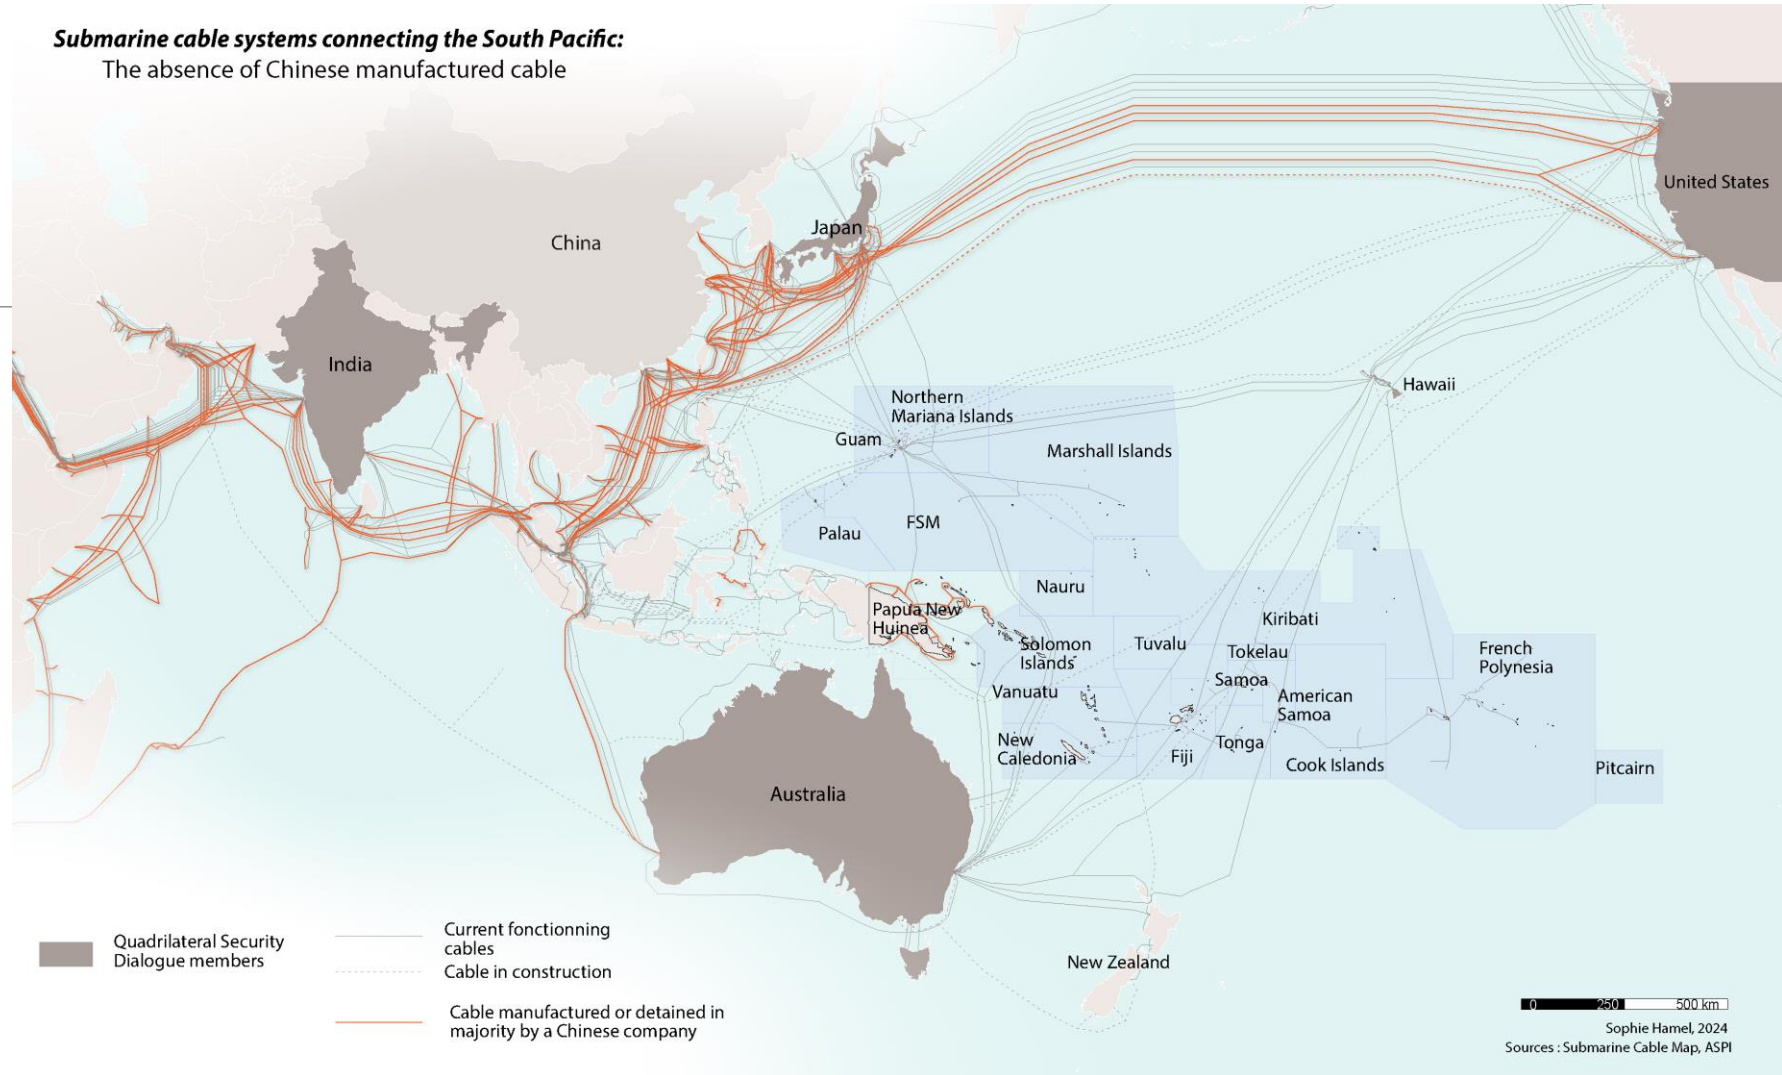 Submarine cable systems connecting the South Pacific:
The absence of Chinese manufactured cable
United States
Japan
China
India
Hawaii
Northern
Mariana Islands
Guam
Marshall Islands
FSM
Palau
Nauru
Papua New
Huinea
Kiribati
Solomon
Islands
Tuvalu
Tokelau
French
Polynesia
Samoa
Vanuatu
American
Samoa
New
Caledonia
Tonga
Fiji
Cook Islands
Pitcairn
Australia
New Zealand
Quadrilateral Security
Dialogue members
Current fonctionning
cables
Cable in construction
Cable manufactured or detained in
majority by a Chinese company
0 250 500 km
Sophie Hamel, 2024
Sources : Submarine Cable Map, ASPI